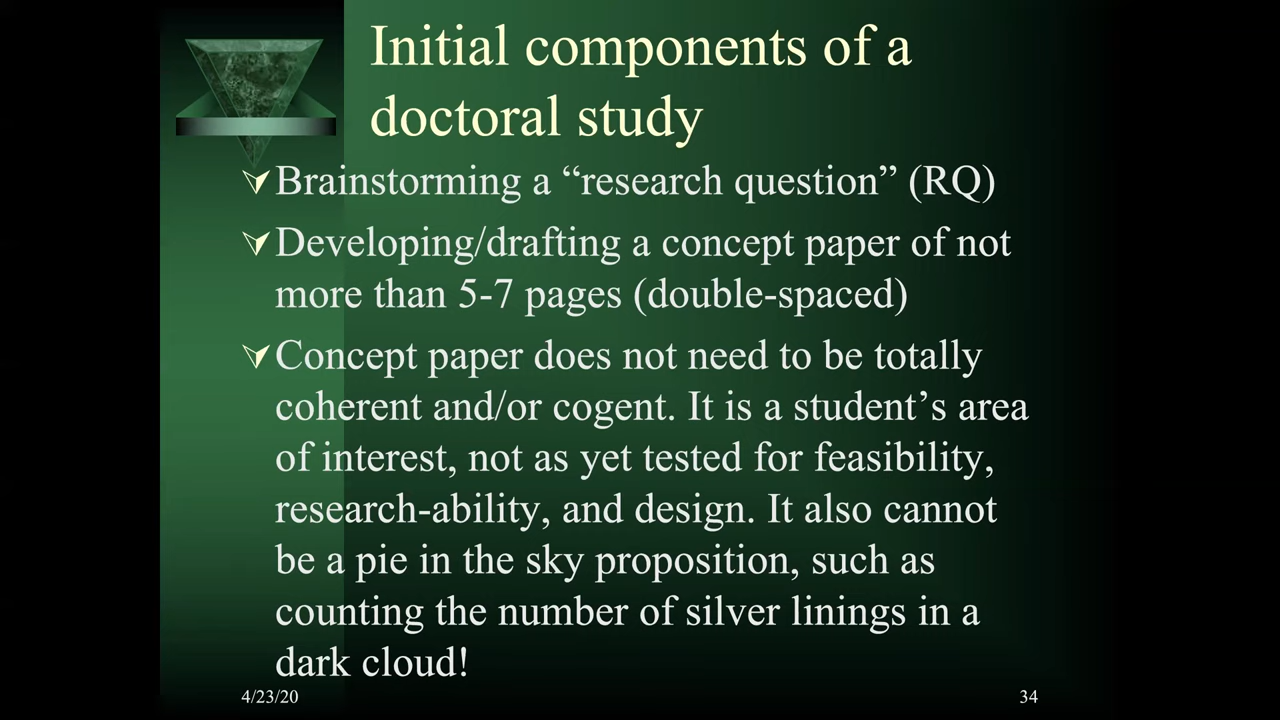 Initial components of a
doctoral study
Brainstorming a “research question” (RQ)
Developing/drafting a concept paper of not
more than 5-7 pages (double-spaced)
Concept paper does not need to be totally
coherent and/or cogent. It is a student’s area
of interest, not as yet tested for feasibility,
research-ability, and design. It also cannot
be a pie in the sky proposition, such as
counting the number of silver linings in a
dark cloud!
4/23/20
34